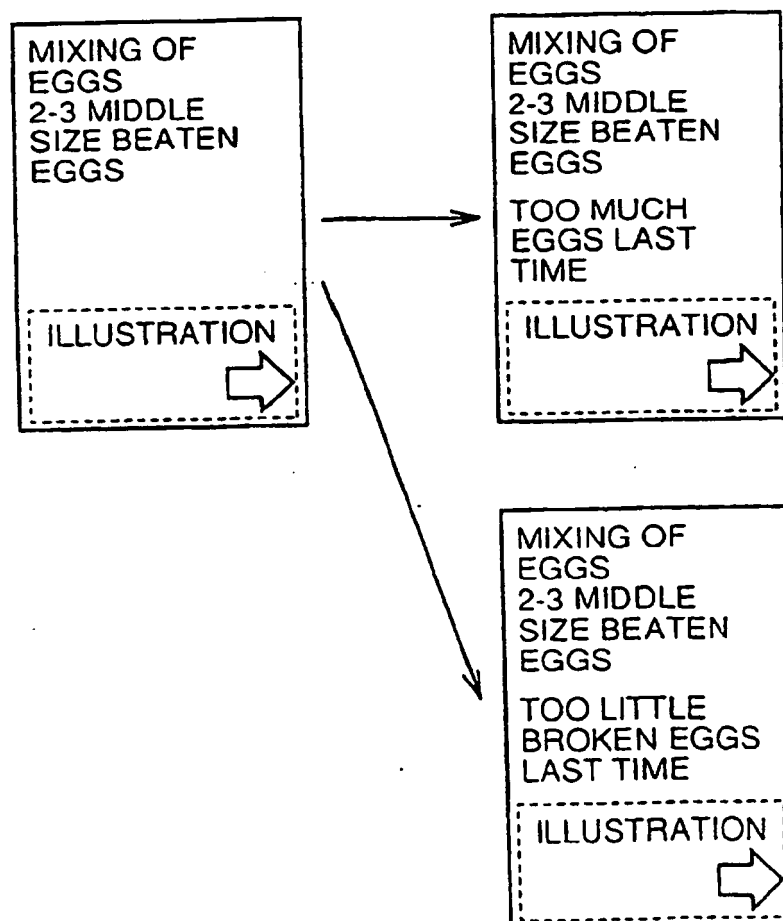 MIXING OF
EGGS
2-3 MIDDLE
SIZE BEATEN
EGGS
ILLUSTRATION
MIXING OF
EGGS
2-3 MIDDLE
SIZE BEATEN
EGGS
TOO MUCH
EGGS LAST
TIME
ILLUSTRATION
MIXING OF
EGGS
2-3 MIDDLE
SIZE BEATEN
EGGS
TOO LITTLE
BROKEN EGGS
LAST TIME
ILLUSTRATION